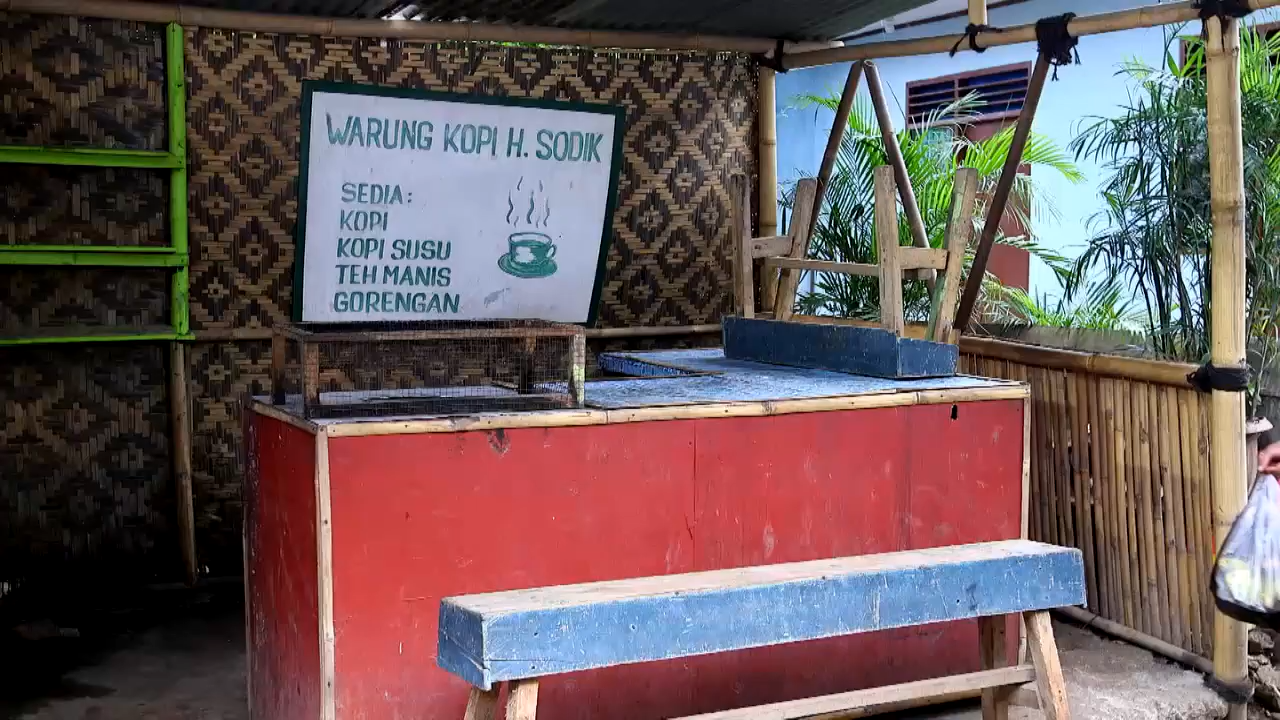 WARUNG KOPI H. SODIK
SEDIA:
KOPI
KOPI SUSU
TEH MANIS
GORENGAN